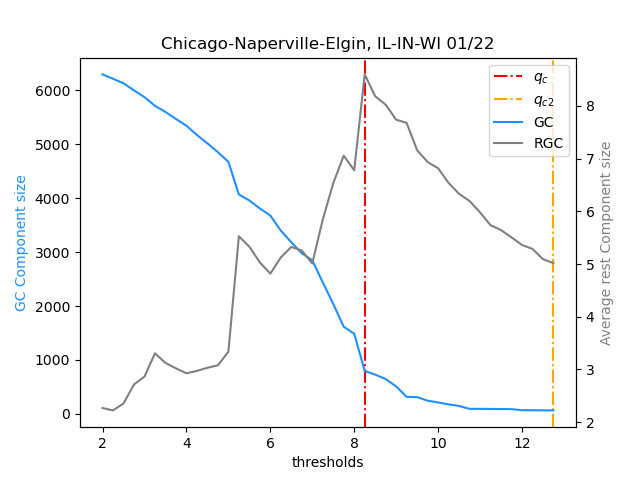 Chicago-Naperville-Elgin, IL-IN-WI 01/22
6000
5000
4000
3000
2000
1000
0
GC Component size
8
7
6
5
4
3
2
Average rest Component size
q_c
q_c2
GC
RGC
2
4
6
8
10
12
thresholds